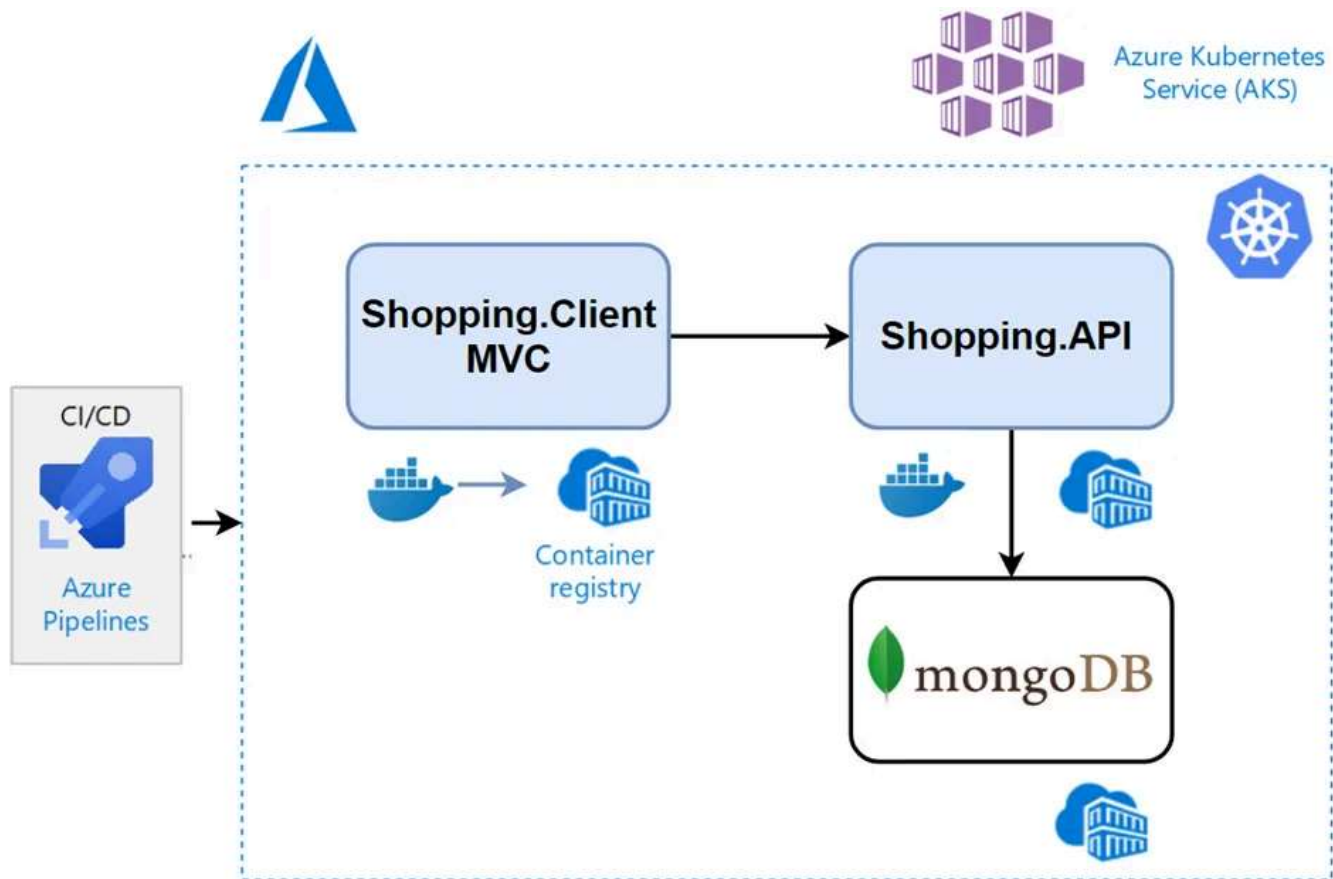 Azure Kubernetes
Service (AKS)
Shopping.Client
MVC
Shopping.API
CI/CD
Azure
Pipelines
..
Container
registry
mongoDB